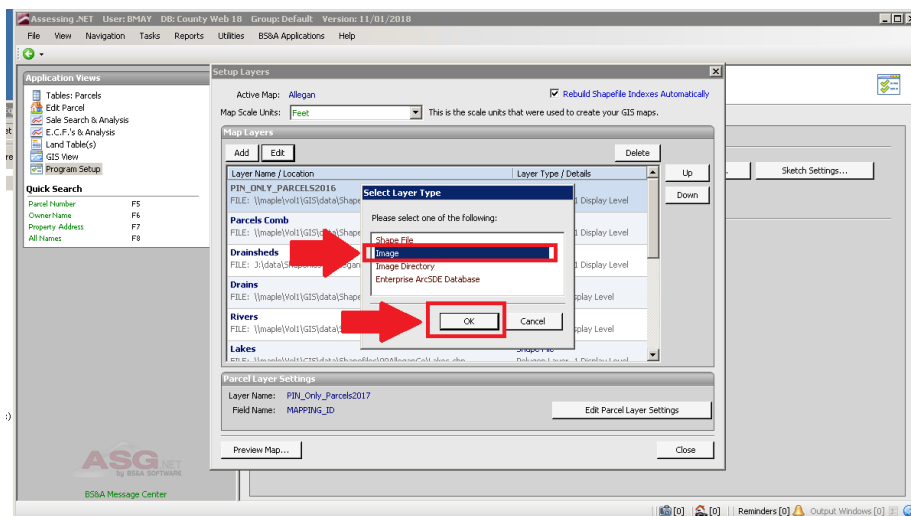 Assessing .NET User: BMAY DB: County Web 18 Group: Default Version: 11/01/2018
File View Navigation Tasks Reports Utilities BS&A Applications Help
Application Views
Tables: Parcels
Edit Parcel
Sale Search & Analysis
E.C.F.'s & Analysis
Land Table(s)
GIS View
Program Setup
Quick Search
Parcel Number F5
Owner Name F6
Property Address F7
All Names F8
ASG.NET
by BS&A SOFTWARE
BS&A Message Center
Setup Layers
Active Map: Allegan
Rebuild Shapefile Indexes Automatically
Map Scale Units: Feet This is the scale units that were used to create your GIS maps.
Map Layers
Add Edit Delete
Layer Name / Location Layer Type / Details
Up
Down
PIN_ONLY_PARCELS2016
FILE: \\maple\Vol1\GIS\data\Shape 1 Display Level
Parcels Comb
FILE: \\maple\Vol1\GIS\data\Shape 1 Display Level
Drainsheds
FILE: J:\data\ 1 Display Level
Drains
FILE: \\maple\Vol1\GIS\data\Shape play Level
Rivers
FILE: \\maple\Vol1\GIS\data\ play Level
Lakes
Select Layer Type
Please select one of the following:
Shape File
Image
Image Directory
Enterprise ArcSDE Database
OK Cancel
Parcel Layer Settings
Layer Name: PIN_Only_Parcels2017
Field Name: MAPPING_ID
Edit Parcel Layer Settings
Preview Map... Close
Sketch Settings...
[0] [0] Reminders [0] Output Windows [0]